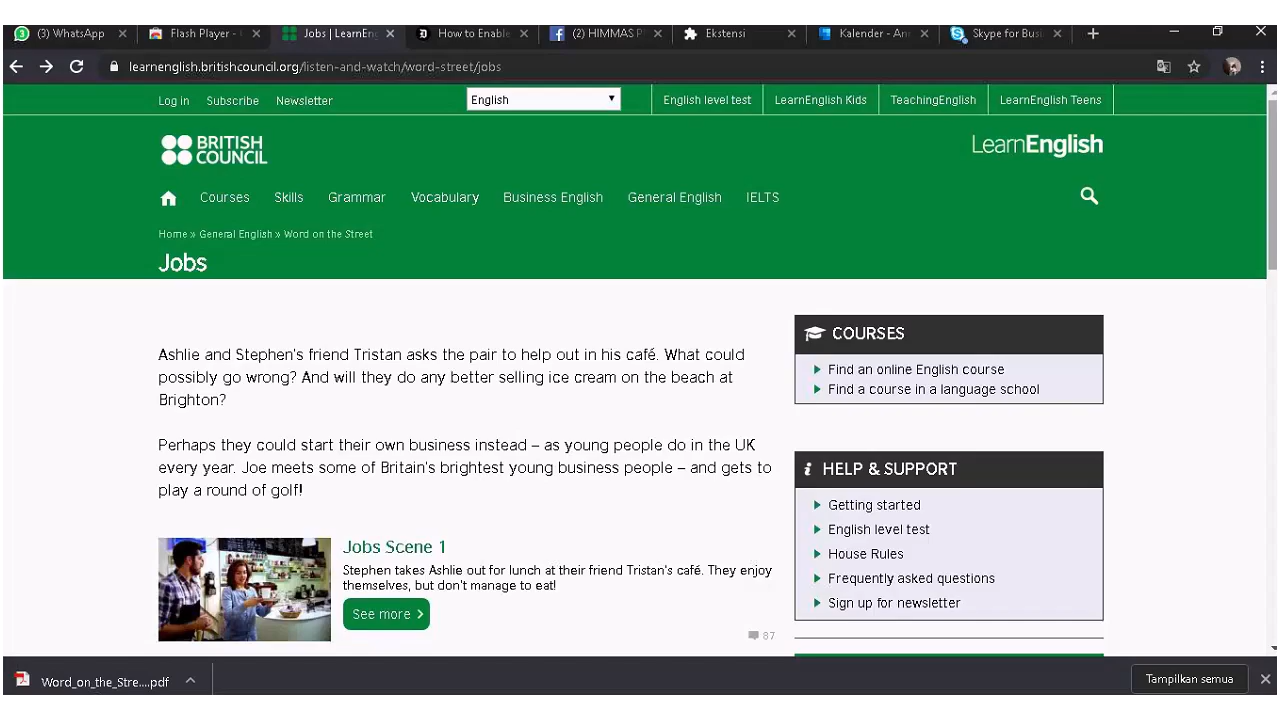 (3) WhatsApp
Flash Player -
Jobs | LearnEn
How to Enable
(2) HIMMAS P
Ekstensi
Kalender - An
Skype for Busi
learnenglish.britishcouncil.org/listen-and-watch/word-street/jobs
Log in Subscribe Newsletter English English level test LearnEnglish Kids TeachingEnglish LearnEnglish Teens
BRITISH
COUNCIL
LearnEnglish
Courses Skills Grammar Vocabulary Business English General English IELTS
Home » General English » Word on the Street
Jobs
Ashlie and Stephen's friend Tristan asks the pair to help out in his café. What could
possibly go wrong? And will they do any better selling ice cream on the beach at
Brighton?
Perhaps they could start their own business instead – as young people do in the UK
every year. Joe meets some of Britain's brightest young business people – and gets to
play a round of golf!
Jobs Scene 1
Stephen takes Ashlie out for lunch at their friend Tristan's café. They enjoy
themselves, but don't manage to eat!
See more
87
COURSES
Find an online English course
Find a course in a language school
HELP & SUPPORT
Getting started
English level test
House Rules
Frequently asked questions
Sign up for newsletter
Word_on_the_Stre....pdf
Tampilkan semua